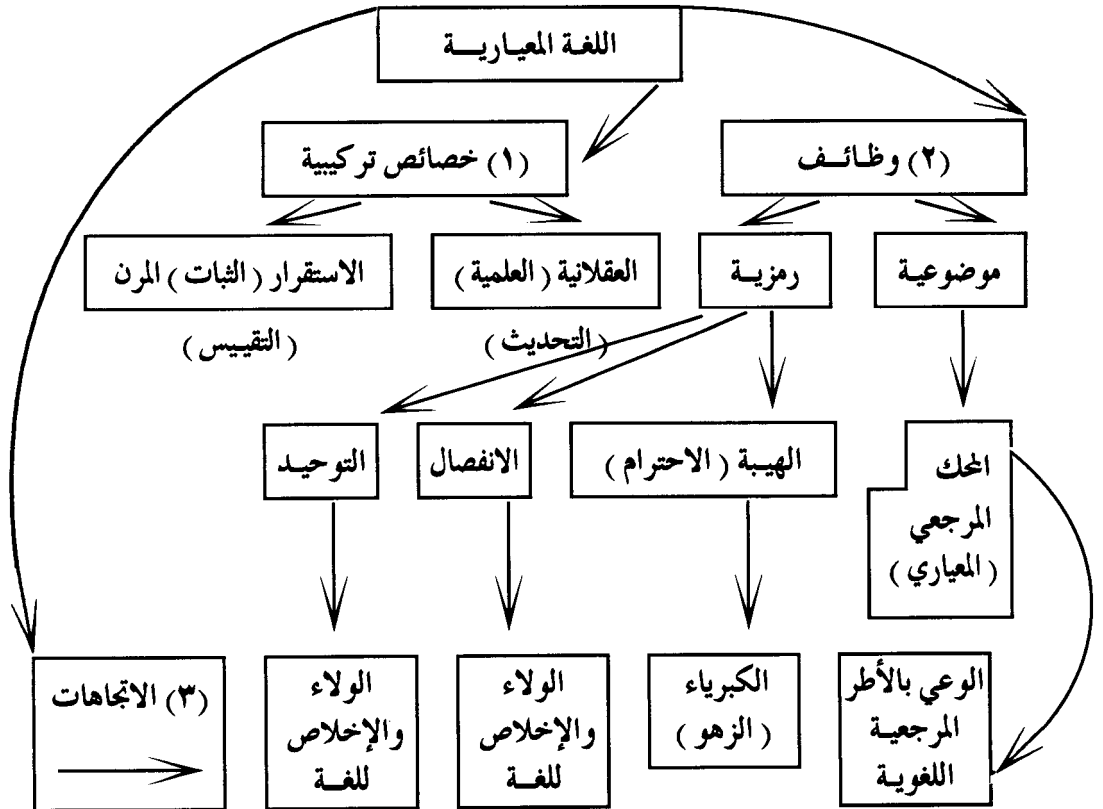 اللغة المعيارية
(٢) وظائف
(١) خصائص تركيبية
موضوعية
رمزية
العقلانية (العلمية)
الاستقرار (الثبات) المرن
(التحديث)
(التقييس)
المحك
المرجعي
(المعياري)
الهيبة (الاحترام)
الانفصال
التوحيد
الوعي بالأطر
المرجعية
اللغوية
الكبرياء
(الزهو)
الولاء
والإخلاص
للغة
الولاء
والإخلاص
للغة
(٣) الاتجاهات